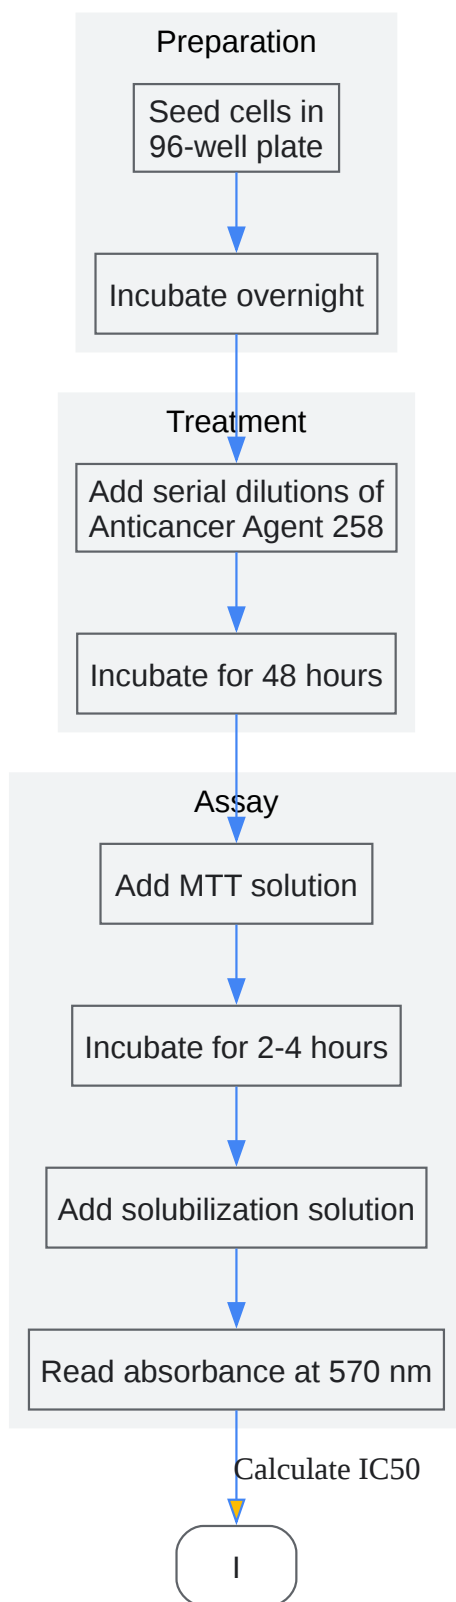 Preparation
Seed cells in
96-well plate
Incubate overnight
Treatment
Add serial dilutions of
Anticancer Agent 258
Incubate for 48 hours
Assay
Add MTT solution
Incubate for 2-4 hours
Add solubilization solution
Read absorbance at 570 nm
Calculate IC50
I